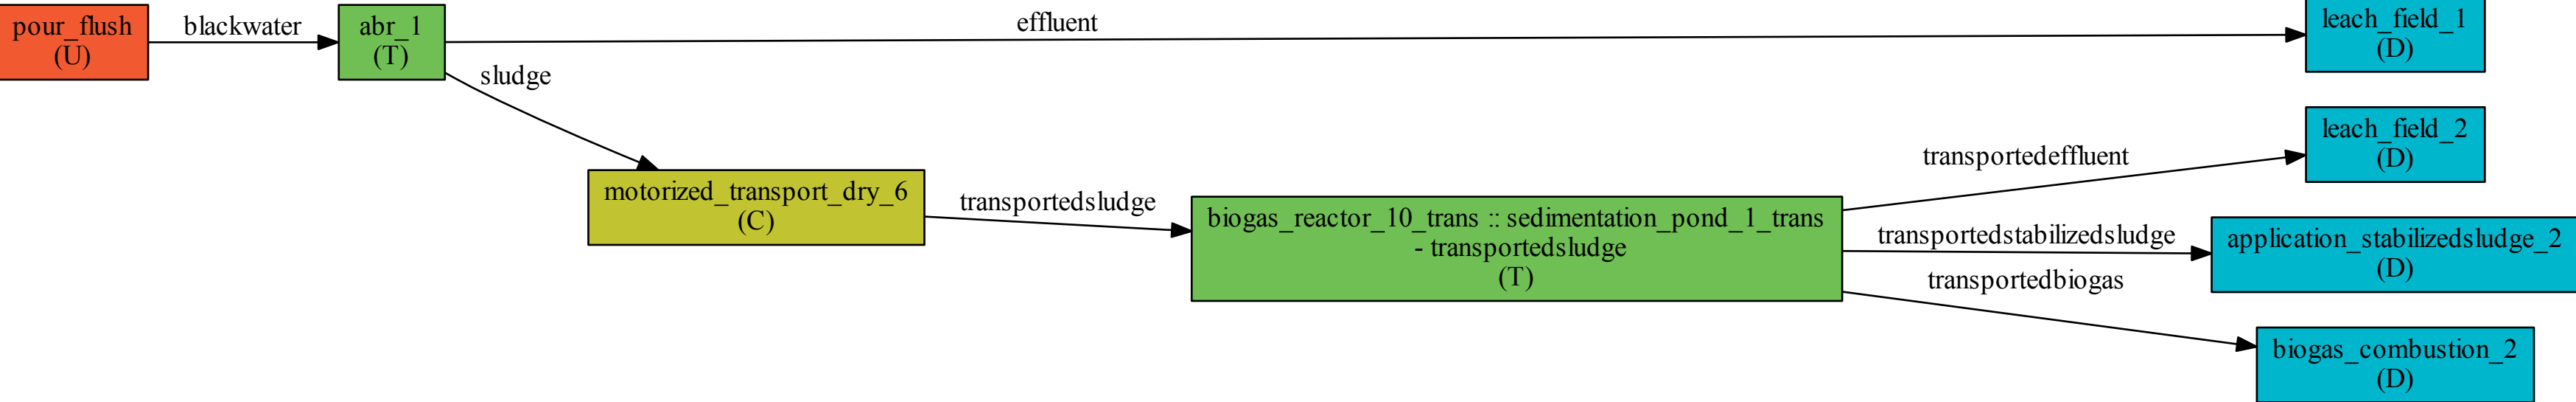 pour_flush
(U)
blackwater
abr_1
(T)
effluent
leach_field_1
(D)
sludge
motorized_transport_dry_6
(C)
transportedsludge
biogas_reactor_10_trans :: sedimentation_pond_1_trans
- transportedsludge
(T)
transportedeffluent
leach_field_2
(D)
transportedstabilizedsludge
application_stabilizedsludge_2
(D)
transportedbiogas
biogas_combustion_2
(D)